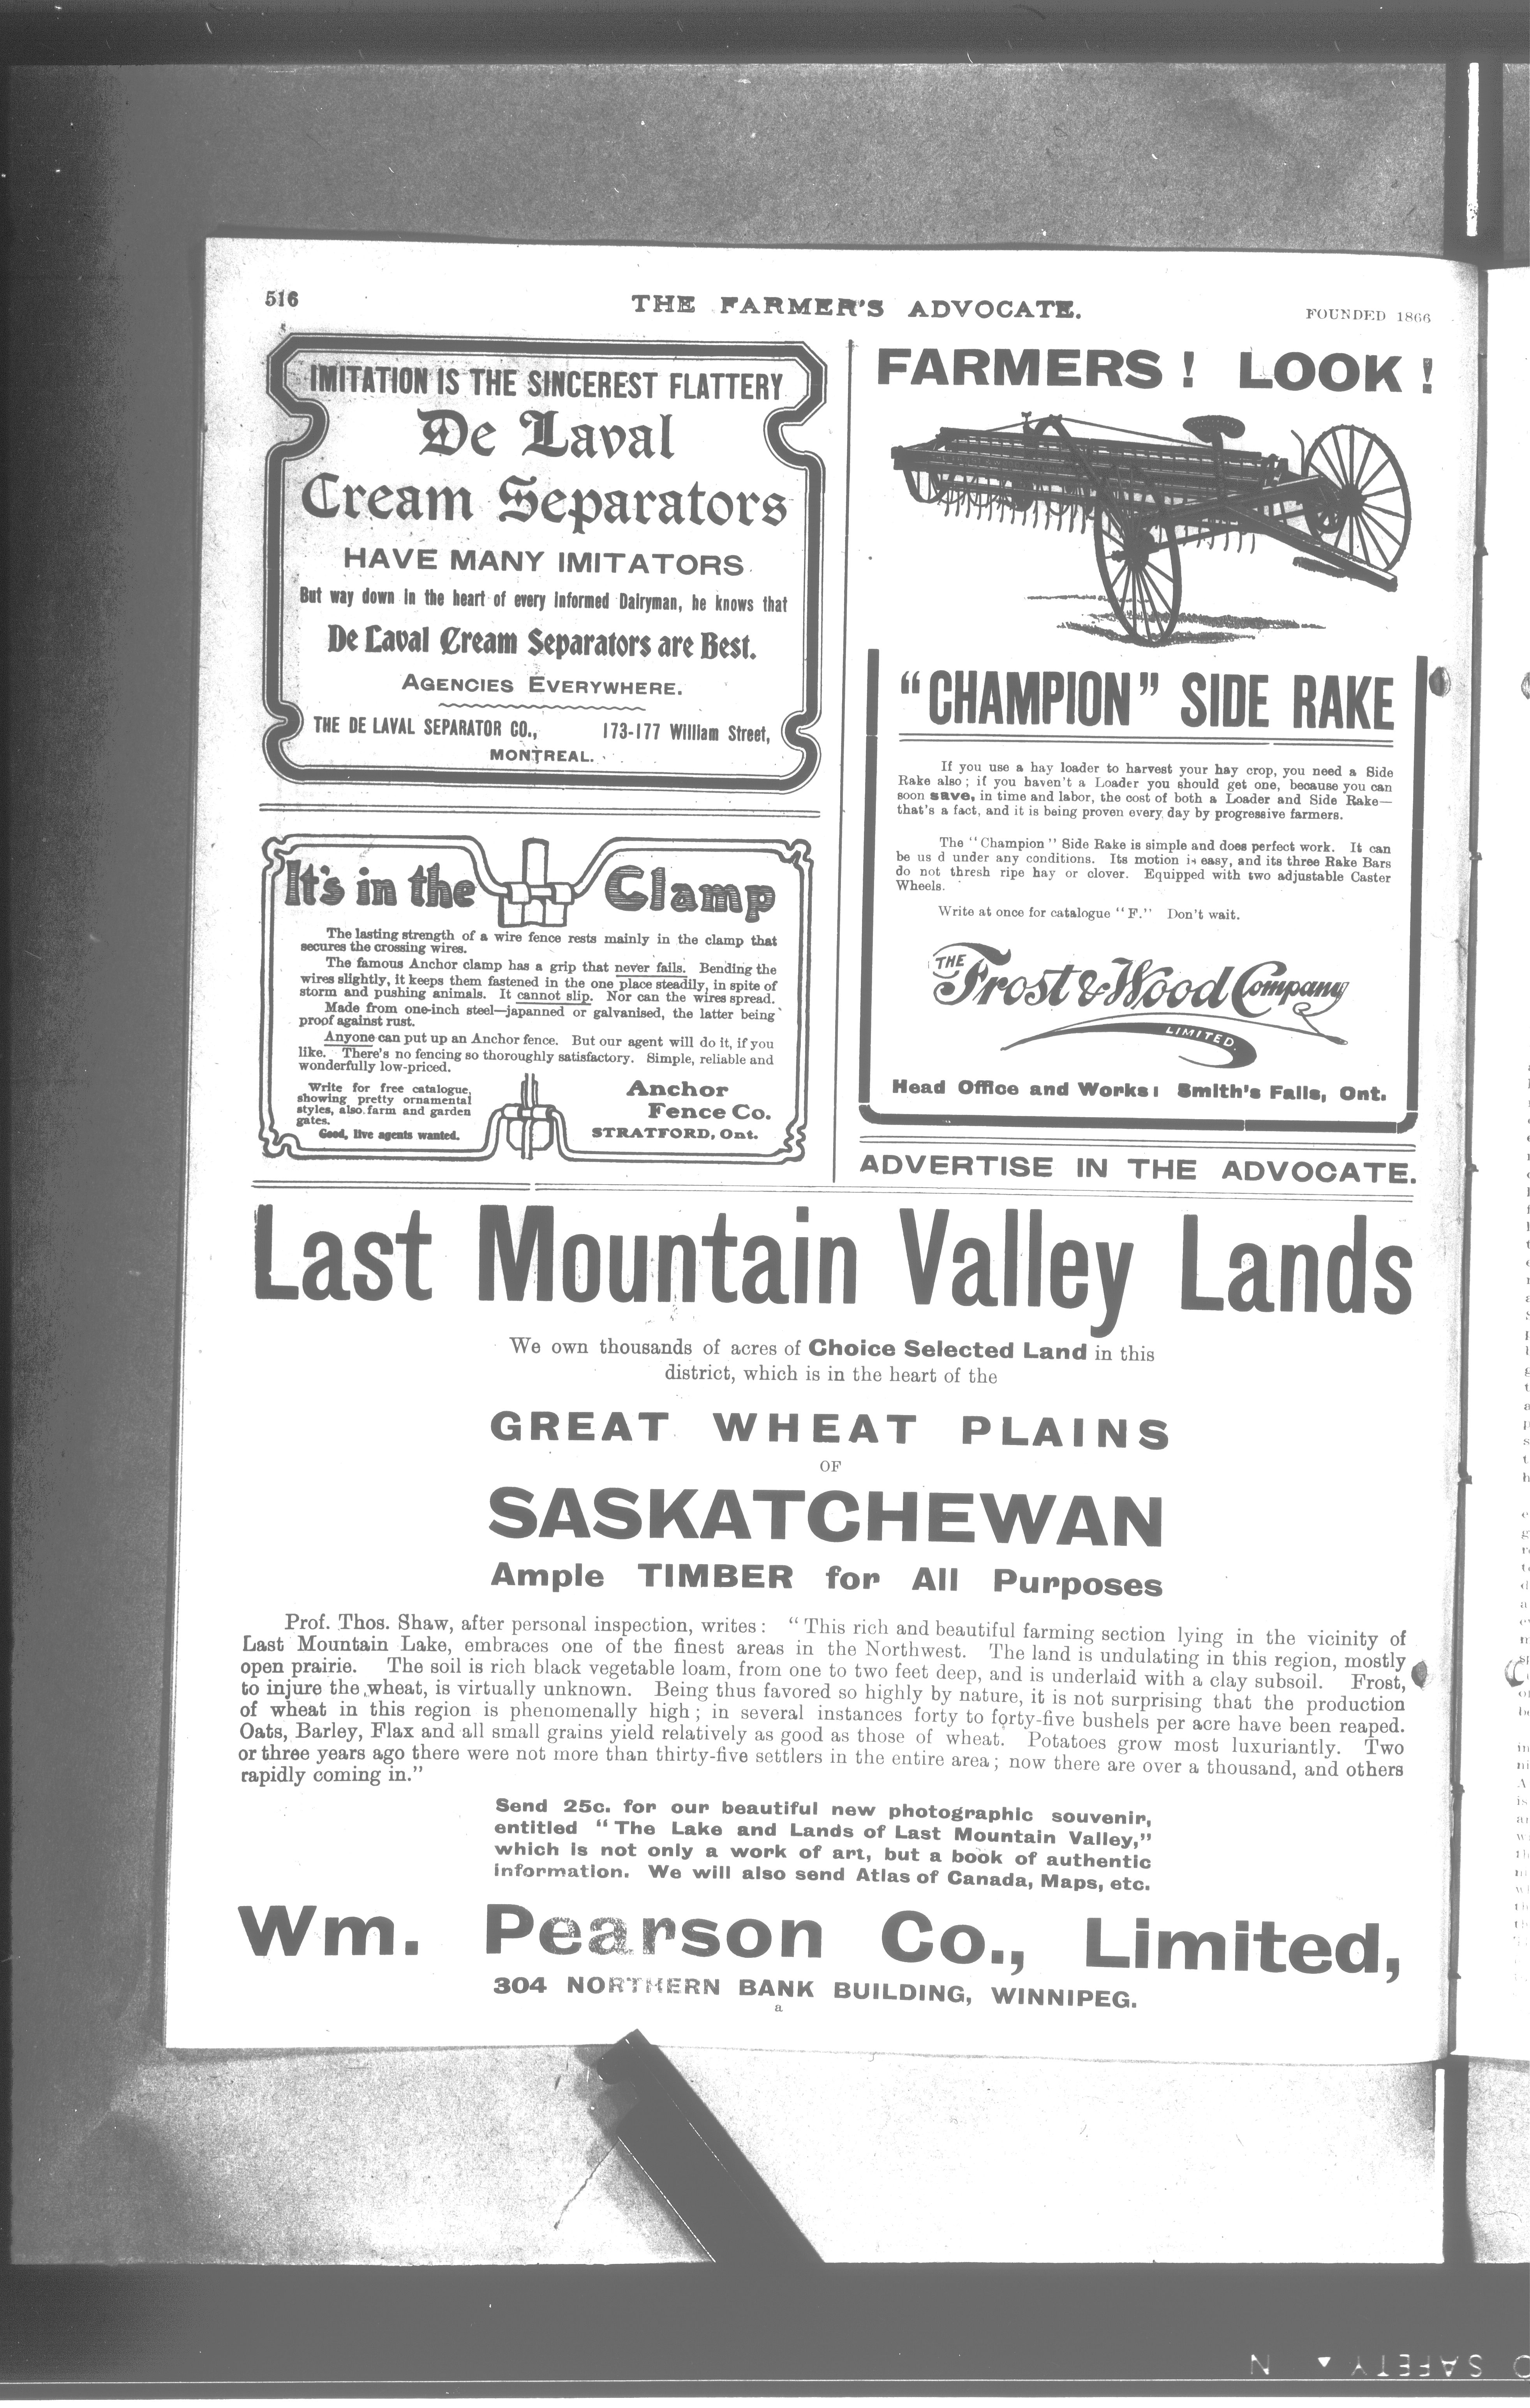 516
THE FARMER'S ADVOCATE.
FOUNDED 1866
IMITATION IS THE SINCEREST FLATTERY
De Laval
Cream Separators
HAVE MANY IMITATORS
But way down in the heart of every informed Dairyman, he knows that
De Laval Cream Separators are Best.
AGENCIES EVERYWHERE.
THE DE LAVAL SEPARATOR CO., 173-177 William Street,
MONTREAL.
It's in the Clamp
The lasting strength of a wire fence rests mainly in the clamp that
secures the crossing wires.
The famous Anchor clamp has a grip that never fails. Bending the
wires slightly, it keeps them fastened in the one place steadily, in spite of
storm and pushing animals. It cannot slip. Nor can the wires spread.
Made from one-inch steel—japanned or galvanised, the latter being
proof against rust.
Anyone can put up an Anchor fence. But our agent will do it, if you
like. There's no fencing so thoroughly satisfactory. Simple, reliable and
wonderfully low-priced.
Write for free catalogue,
showing pretty ornamental
styles, also farm and garden
gates.
Good, live agents wanted.
Anchor
Fence Co.
STRATFORD, Ont.
FARMERS! LOOK!
"CHAMPION" SIDE RAKE
If you use a hay loader to harvest your hay crop, you need a Side
Rake also; if you haven't a Loader you should get one, because you can
soon save, in time and labor, the cost of both a Loader and Side Rake—
that's a fact, and it is being proven every day by progressive farmers.
The "Champion" Side Rake is simple and does perfect work. It can
be us d under any conditions. Its motion is easy, and its three Rake Bars
do not thresh ripe hay or clover. Equipped with two adjustable Caster
Wheels.
Write at once for catalogue "F." Don't wait.
THE Frost & Wood Company
LIMITED
Head Office and Works: Smith's Falls, Ont.
ADVERTISE IN THE ADVOCATE.
Last Mountain Valley Lands
We own thousands of acres of Choice Selected Land in this
district, which is in the heart of the
GREAT WHEAT PLAINS
OF
SASKATCHEWAN
Ample TIMBER for All Purposes
Prof. Thos. Shaw, after personal inspection, writes: "This rich and beautiful farming section lying in the vicinity of
Last Mountain Lake, embraces one of the finest areas in the Northwest. The land is undulating in this region, mostly
open prairie. The soil is rich black vegetable loam, from one to two feet deep, and is underlaid with a clay subsoil. Frost,
to injure the wheat, is virtually unknown. Being thus favored so highly by nature, it is not surprising that the production
of wheat in this region is phenomenally high; in several instances forty to forty-five bushels per acre have been reaped.
Oats, Barley, Flax and all small grains yield relatively as good as those of wheat. Potatoes grow most luxuriantly. Two
or three years ago there were not more than thirty-five settlers in the entire area; now there are over a thousand, and others
rapidly coming in."
Send 25c. for our beautiful new photographic souvenir,
entitled "The Lake and Lands of Last Mountain Valley,"
which is not only a work of art, but a book of authentic
information. We will also send Atlas of Canada, Maps, etc.
Wm. Pearson Co., Limited,
304 NORTHERN BANK BUILDING, WINNIPEG.
a
SAFETY